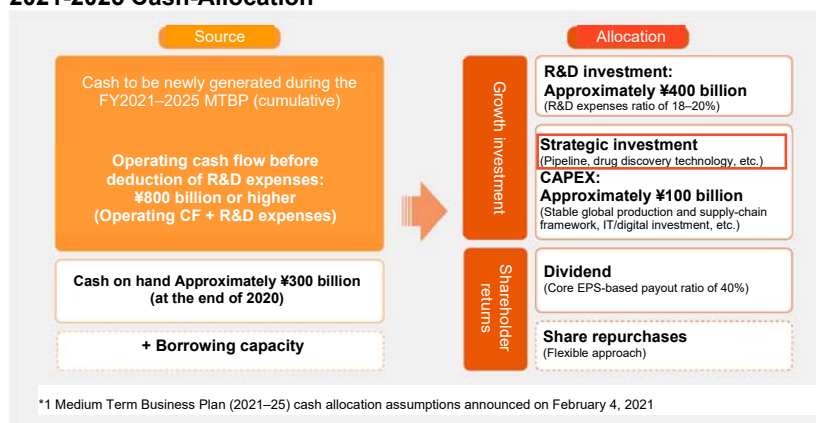 2021-2025 Cash-Allocation
Source
Cash to be newly generated during the
FY2021–2025 MTBP (cumulative)
Operating cash flow before
deduction of R&D expenses:
¥800 billion or higher
(Operating CF + R&D expenses)
Cash on hand Approximately ¥300 billion
(at the end of 2020)
+ Borrowing capacity
Allocation
Growth investment
R&D investment:
Approximately ¥400 billion
(R&D expenses ratio of 18–20%)
Strategic investment
(Pipeline, drug discovery technology, etc.)
CAPEX:
Approximately ¥100 billion
(Stable global production and supply-chain
framework, IT/digital investment, etc.)
Shareholder
returns
Dividend
(Core EPS-based payout ratio of 40%)
Share repurchases
(Flexible approach)
*1 Medium Term Business Plan (2021–25) cash allocation assumptions announced on February 4, 2021